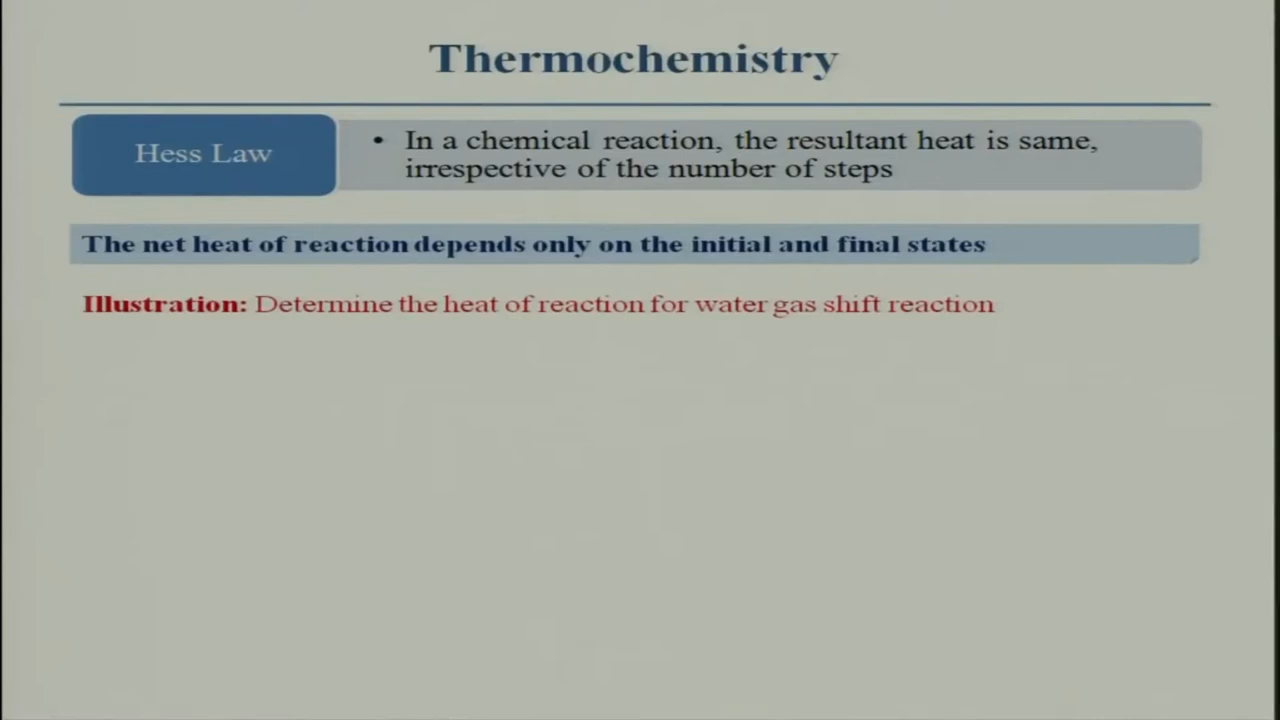 Thermochemistry
Hess Law
• In a chemical reaction, the resultant heat is same,
irrespective of the number of steps
The net heat of reaction depends only on the initial and final states
Illustration: Determine the heat of reaction for water gas shift reaction